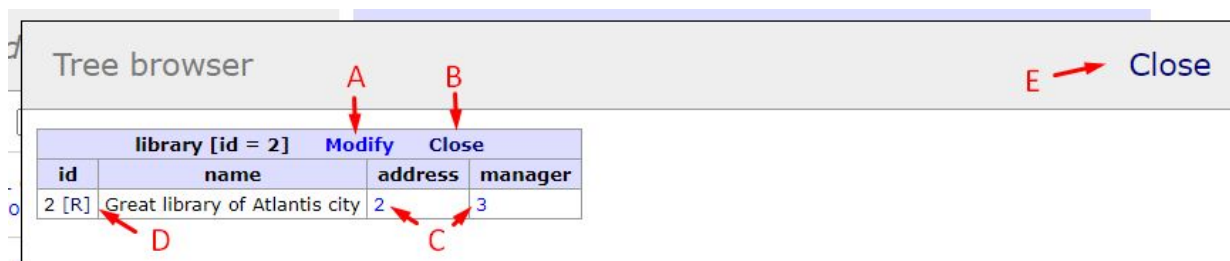 Tree browser
A
B
E
Close
library [id = 2] Modify Close
id name address manager
2 [R] Great library of Atlantis city 2 3
D
C